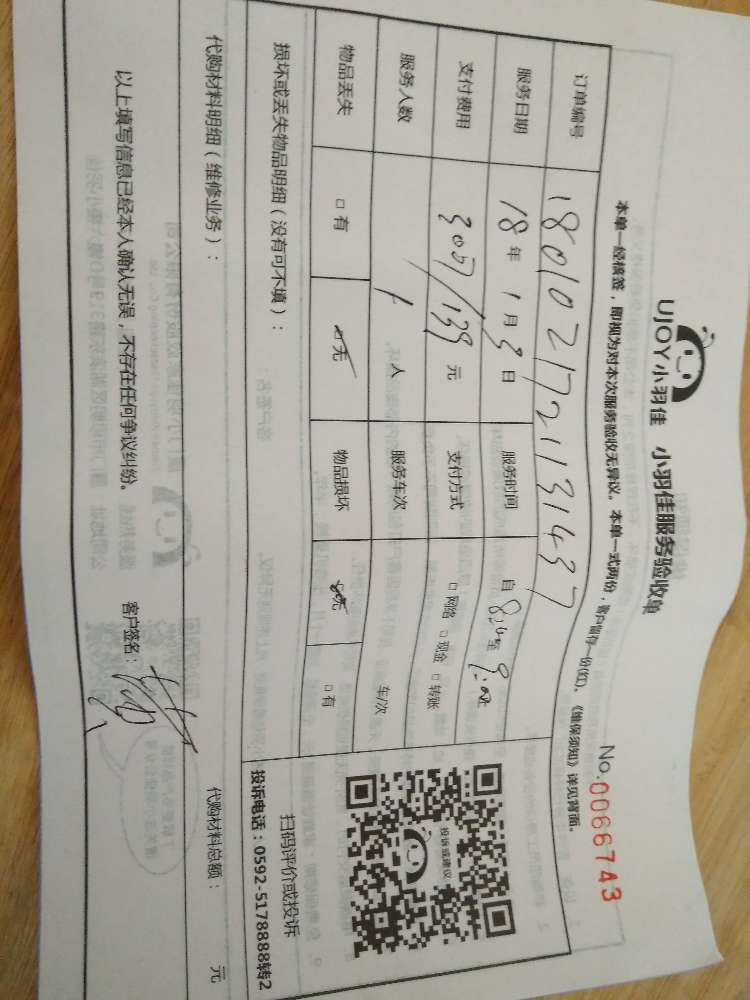 UJOY小羽佳 小羽佳服务验收单
No.0066743
本单一经核签，即视为对本次服务验收无异议。本单一式两份，客户留存一份(红)。《维保须知》详见背面。
订单编号 1801021721131437
服务日期 18年1月3日 服务时间 自 至
支付费用 元 支付方式 □网络 □现金 □转账
服务人数 1人 服务车次 车/次
物品丢失 □有 □无 物品损坏 □无 □有
投诉或建议
扫码评价或投诉
投诉电话：0592-5178888转2
损坏或丢失物品明细（没有可不填）：
代购材料明细（维修业务）： 代购材料总额： 元
以上填写信息已经本人确认无误，不存在任何争议纠纷。 客户签名：